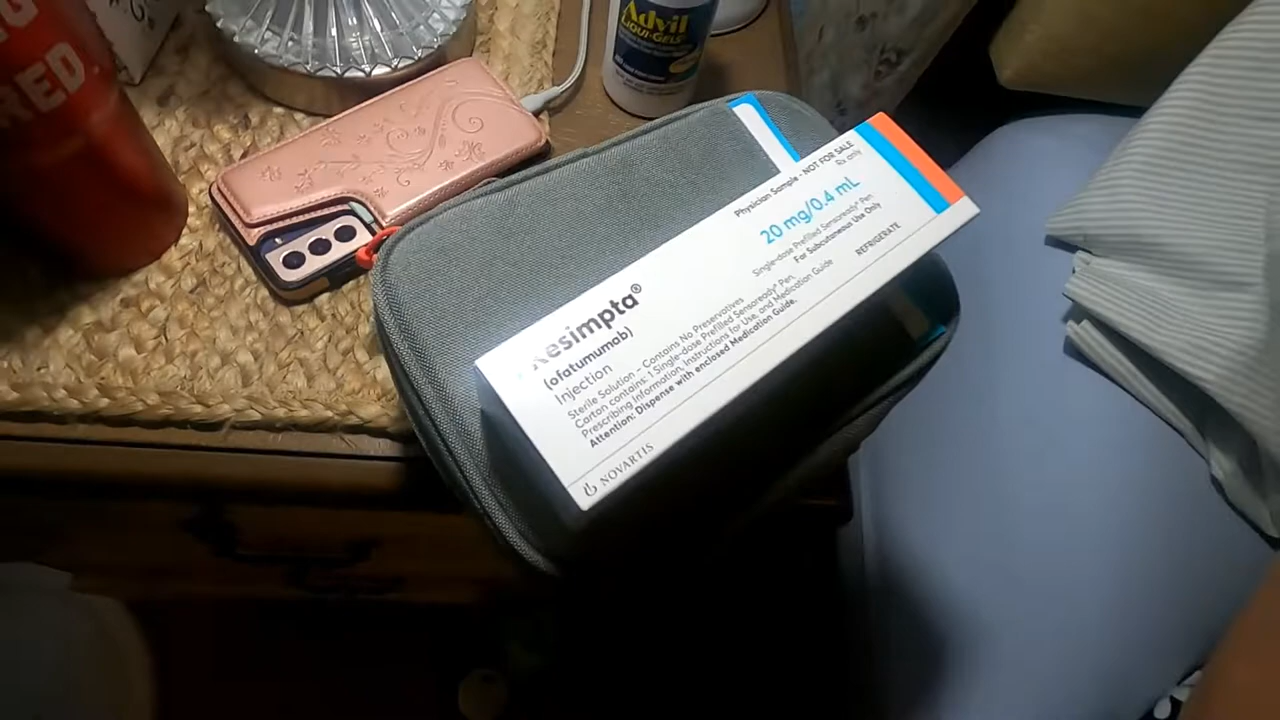 RED
Advil
LIQUI-GELS
Physician Sample - NOT FOR SALE
Rx only
20 mg/0.4 mL
Single-dose Prefilled Sensoready® Pen
For Subcutaneous Use Only
REFRIGERATE
Kesimpta®
(ofatumumab)
Injection
Sterile Solution – Contains No Preservatives
Carton contains: 1 Single-dose Prefilled Sensoready® Pen,
Prescribing Information, Instructions for Use, and Medication Guide
Attention: Dispense with enclosed Medication Guide.
NOVARTIS